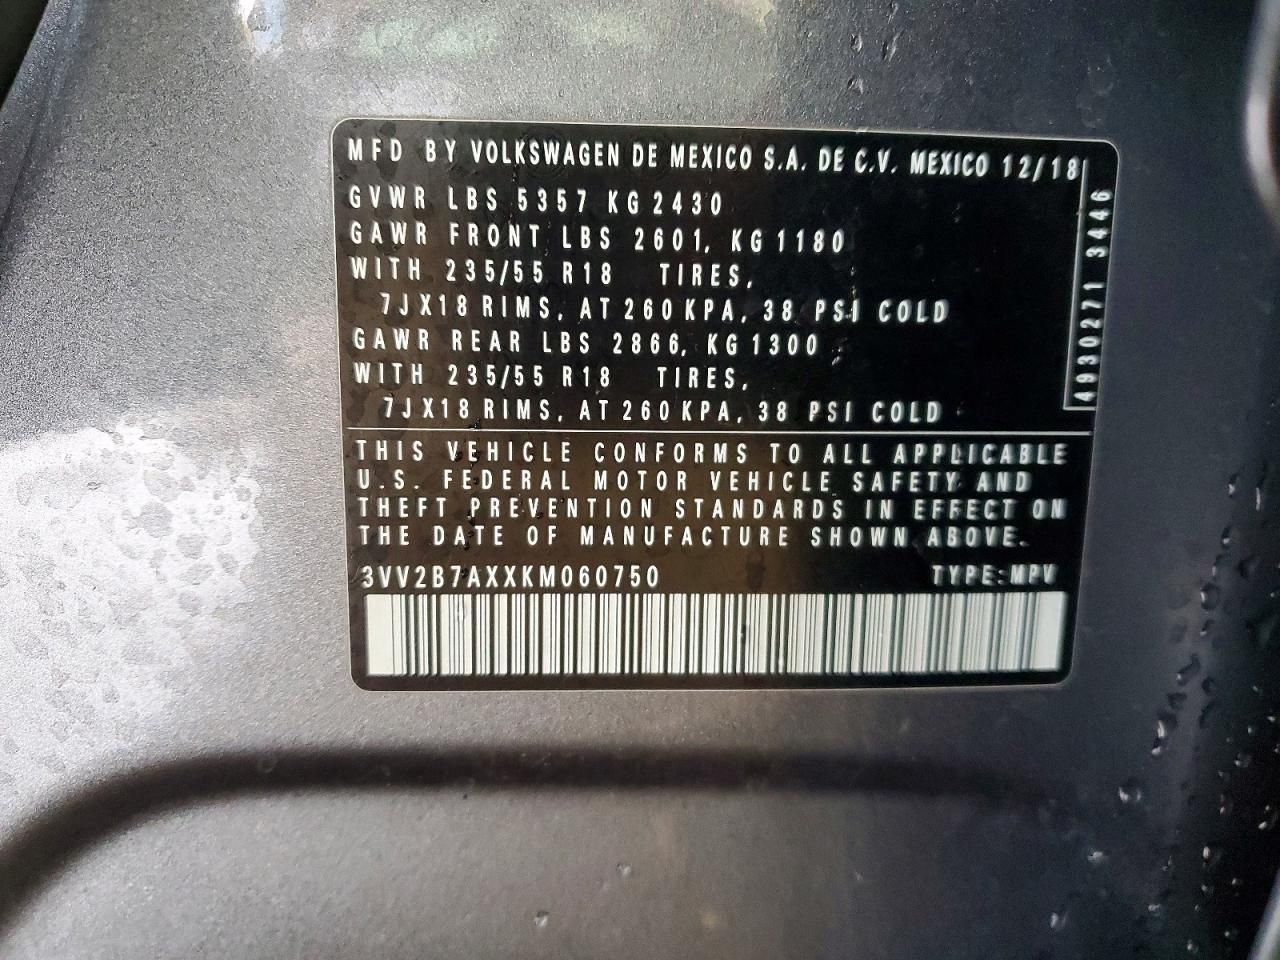 MFD BY VOLKSWAGEN DE MEXICO S.A. DE C.V. MEXICO 12/18
GVWR LBS 5357 KG 2430
GAWR FRONT LBS 2601, KG 1180
WITH 235/55 R18 TIRES,
7JX18 RIMS, AT 260 KPA, 38 PSI COLD
GAWR REAR LBS 2866, KG 1300
WITH 235/55 R18 TIRES,
7JX18 RIMS, AT 260 KPA, 38 PSI COLD
4930271 3446
THIS VEHICLE CONFORMS TO ALL APPLICABLE
U.S. FEDERAL MOTOR VEHICLE SAFETY AND
THEFT PREVENTION STANDARDS IN EFFECT ON
THE DATE OF MANUFACTURE SHOWN ABOVE.
3VV2B7AXXKM060750 TYPE: MPV